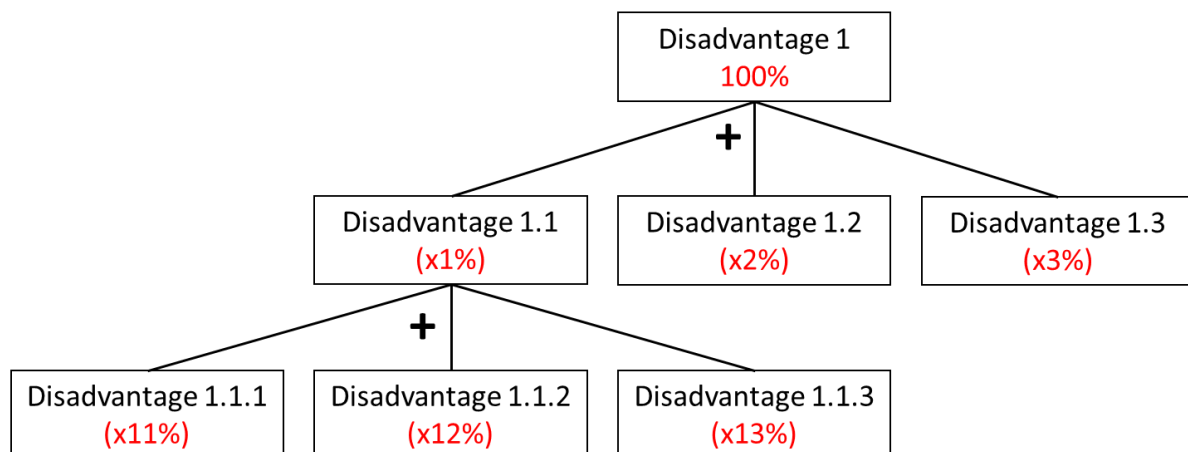 Disadvantage 1
100%
+
Disadvantage 1.1
(x1%)
Disadvantage 1.2
(x2%)
Disadvantage 1.3
(x3%)
+
Disadvantage 1.1.1
(x11%)
Disadvantage 1.1.2
(x12%)
Disadvantage 1.1.3
(x13%)